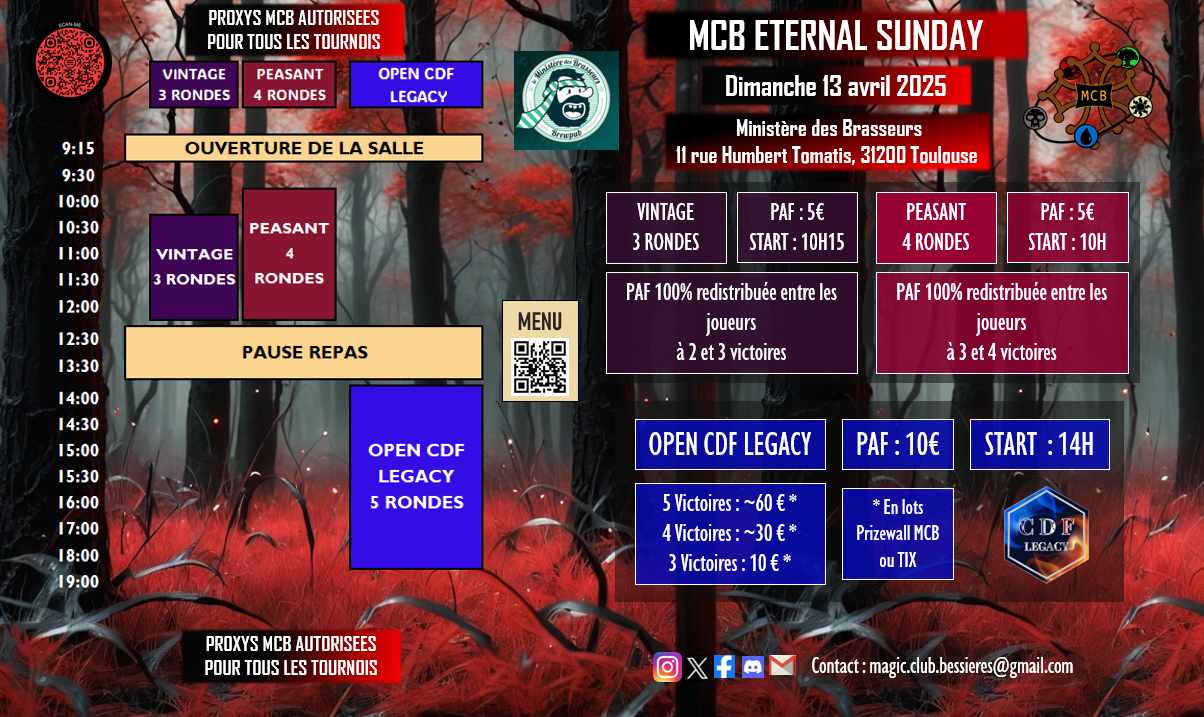 SCAN-ME
PROXYS MCB AUTORISEES
POUR TOUS LES TOURNOIS
VINTAGE
3 RONDES
PEASANT
4 RONDES
OPEN CDF
LEGACY
9:15
OUVERTURE DE LA SALLE
9:30
10:00
10:30
11:00
11:30
12:00
VINTAGE
3 RONDES
PEASANT
4
RONDES
12:30
13:30
PAUSE REPAS
14:00
14:30
15:00
15:30
16:00
17:00
18:00
19:00
OPEN CDF
LEGACY
5 RONDES
PROXYS MCB AUTORISEES
POUR TOUS LES TOURNOIS
le Ministère des Brasseurs
Brewpub
MENU
MCB ETERNAL SUNDAY
Dimanche 13 avril 2025
Ministère des Brasseurs
11 rue Humbert Tomatis, 31200 Toulouse
MCB
VINTAGE
3 RONDES
PAF : 5€
START : 10H15
PAF 100% redistribuée entre les
joueurs
à 2 et 3 victoires
PEASANT
4 RONDES
PAF : 5€
START : 10H
PAF 100% redistribuée entre les
joueurs
à 3 et 4 victoires
OPEN CDF LEGACY
PAF : 10€
START : 14H
5 Victoires : ~60 € *
4 Victoires : ~30 € *
3 Victoires : 10 € *
* En lots
Prizewall MCB
ou TIX
CDF
LEGACY
Contact : magic.club.bessieres@gmail.com